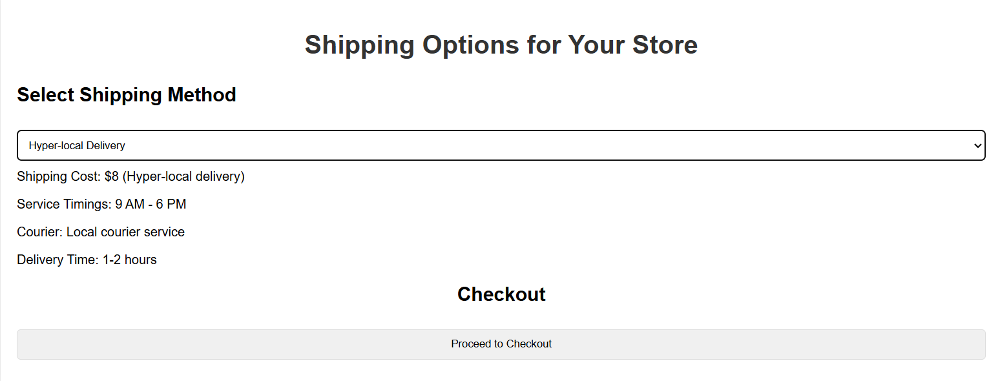 Shipping Options for Your Store
Select Shipping Method
Hyper-local Delivery
Shipping Cost: $8 (Hyper-local delivery)
Service Timings: 9 AM - 6 PM
Courier: Local courier service
Delivery Time: 1-2 hours
Checkout
Proceed to Checkout